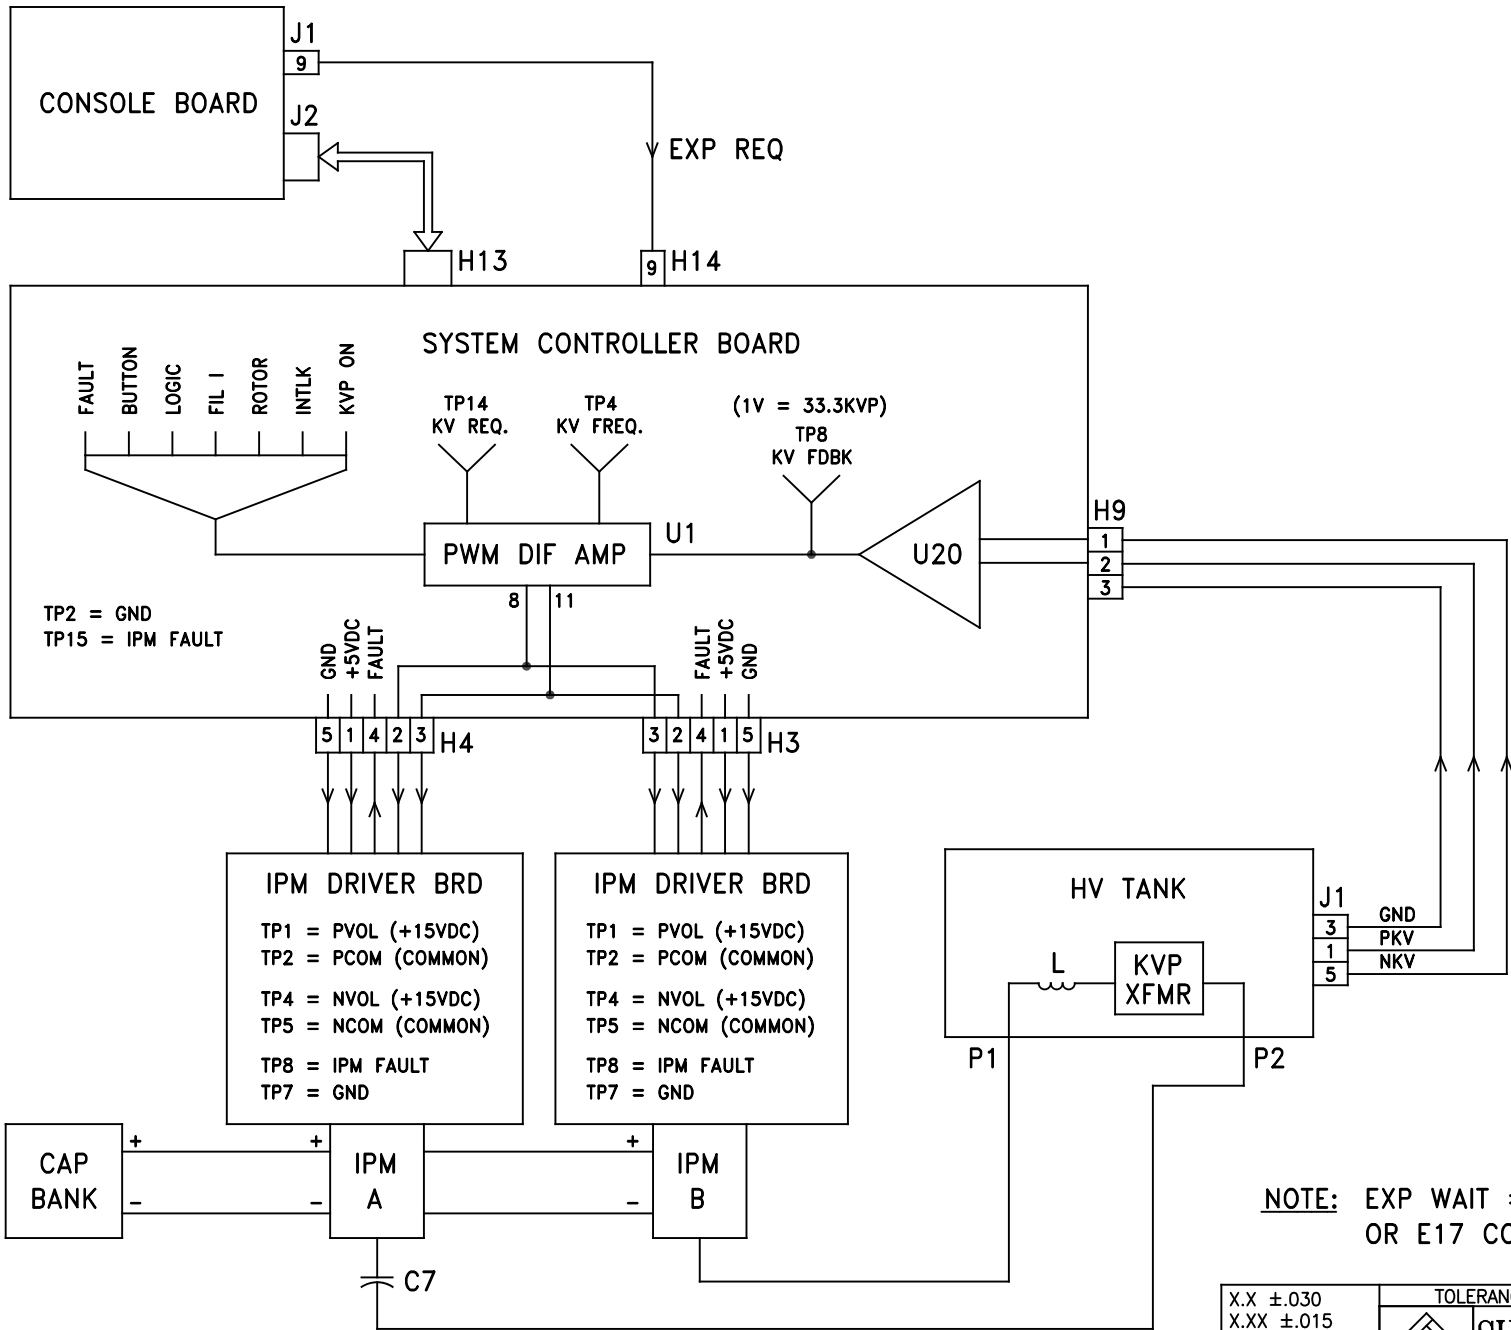 J1
9
CONSOLE BOARD
J2
EXP REQ
H13
9
H14
SYSTEM CONTROLLER BOARD
FAULT
BUTTON
LOGIC
FIL I
ROTOR
INTLK
KVP ON
TP14
KV REQ.
TP4
KV FREQ.
(1V = 33.3KVP)
TP8
KV FDBK
H9
1
2
3
U1
PWM DIF AMP
U20
8
11
TP2 = GND
TP15 = IPM FAULT
GND
+5VDC
FAULT
FAULT
+5VDC
GND
5 1 4 2 3
H4
3 2 4 1 5
H3
IPM DRIVER BRD
TP1 = PVOL (+15VDC)
TP2 = PCOM (COMMON)
TP4 = NVOL (+15VDC)
TP5 = NCOM (COMMON)
TP8 = IPM FAULT
TP7 = GND
IPM DRIVER BRD
TP1 = PVOL (+15VDC)
TP2 = PCOM (COMMON)
TP4 = NVOL (+15VDC)
TP5 = NCOM (COMMON)
TP8 = IPM FAULT
TP7 = GND
HV TANK
J1
3
GND
1
PKV
5
NKV
L
KVP
XFMR
P1
P2
CAP
BANK
+
-
+
-
IPM
A
+
-
IPM
B
C7
NOTE: EXP WAIT
OR E17
X.X ±.030
X.XX ±.015